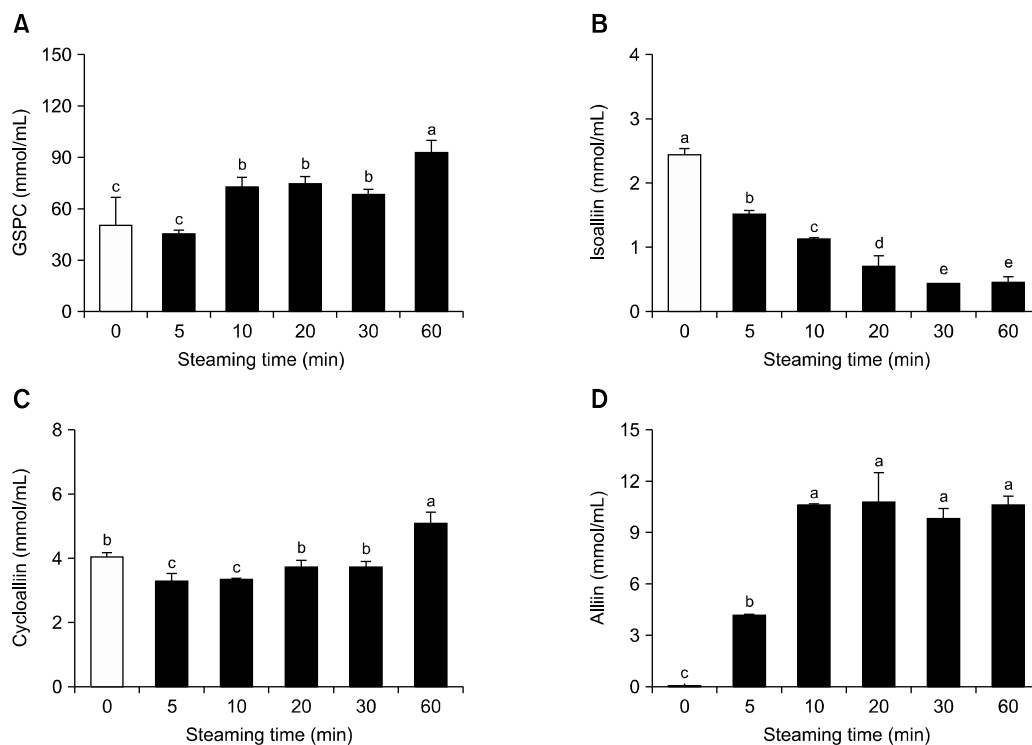 A
GSPC (mmol/mL)
150
120
90
60
30
0
c
c
b
b
b
a
0 5 10 20 30 60
Steaming time (min)
B
Isoalliin (mmol/mL)
4
3
2
1
0
a
b
c
d
e
e
0 5 10 20 30 60
Steaming time (min)
C
Cycloalliin (mmol/mL)
8
6
4
2
0
b
c
c
b
b
a
0 5 10 20 30 60
Steaming time (min)
D
Alliin (mmol/mL)
15
12
9
6
3
0
c
b
a
a
a
a
0 5 10 20 30 60
Steaming time (min)